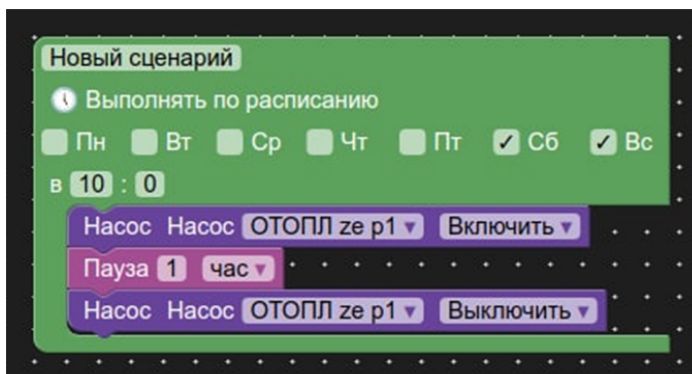 Новый сценарий
Выполнять по расписанию
Пн Вт Ср Чт Пт Сб Вс
в 10 : 0
Насос Насос ОТОПЛ ze p1 Включить
Пауза 1 час
Насос Насос ОТОПЛ ze p1 Выключить